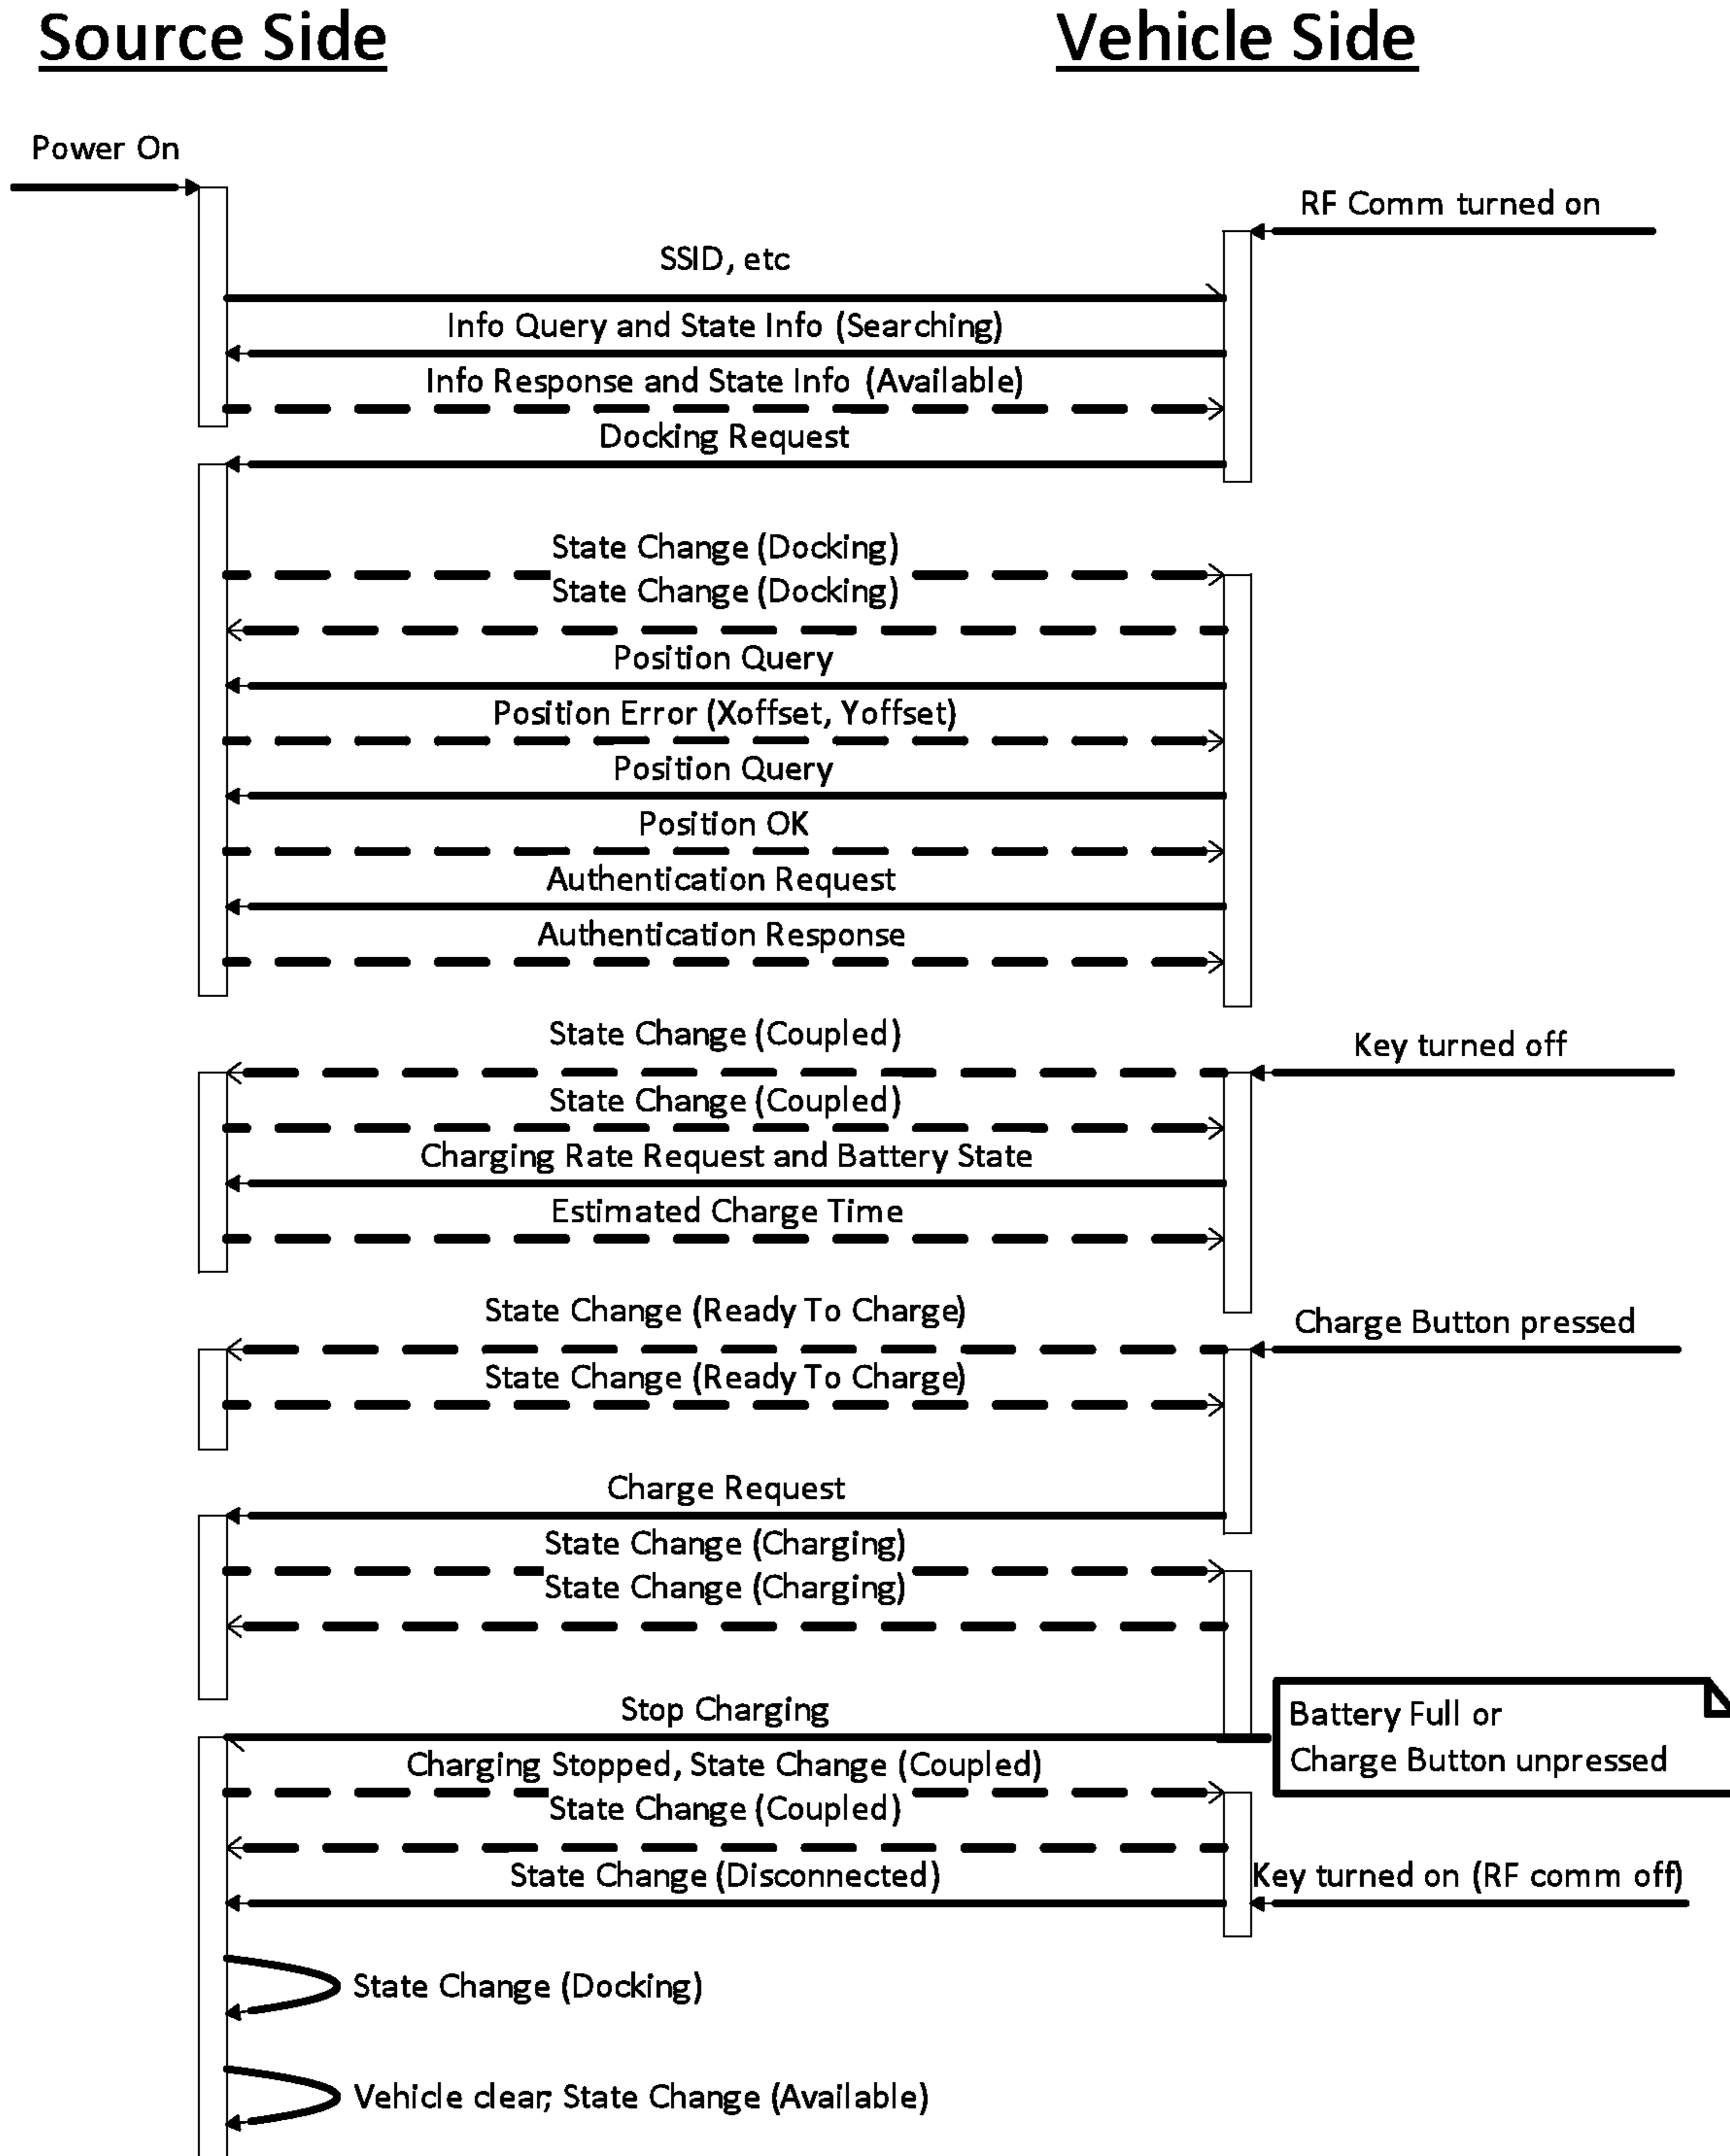 Source Side
Vehicle Side
Power On
RF Comm turned on
SSID, etc
Info Query and State Info (Searching)
Info Response and State Info (Available)
Docking Request
State Change (Docking)
State Change (Docking)
Position Query
Position Error (Xoffset, Yoffset)
Position Query
Position OK
Authentication Request
Authentication Response
State Change (Coupled)
Key turned off
State Change (Coupled)
Charging Rate Request and Battery State
Estimated Charge Time
State Change (Ready To Charge)
Charge Button pressed
State Change (Ready To Charge)
Charge Request
State Change (Charging)
State Change (Charging)
Stop Charging
Battery Full or
Charge Button unpressed
Charging Stopped, State Change (Coupled)
State Change (Coupled)
State Change (Disconnected)
Key turned on (RF comm off)
State Change (Docking)
Vehicle clear; State Change (Available)